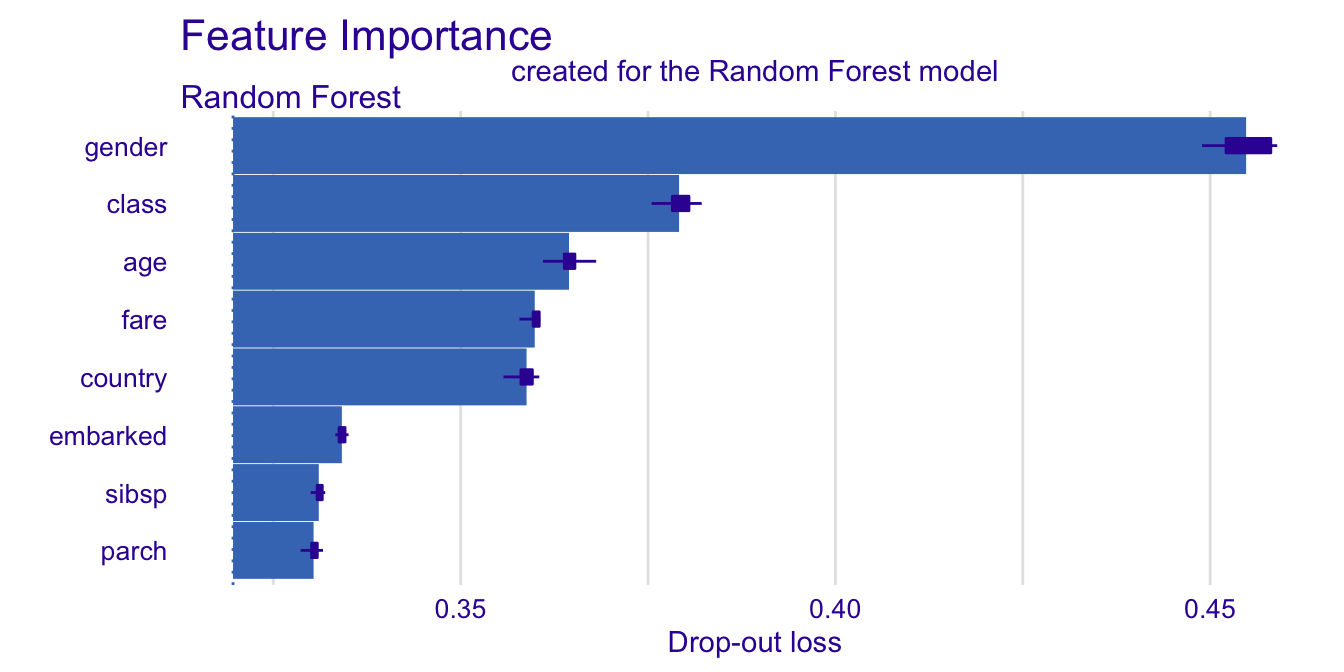 Feature Importance
created for the Random Forest model
Random Forest
gender
class
age
fare
country
embarked
sibsp
parch
0.35 0.40 0.45
Drop-out loss